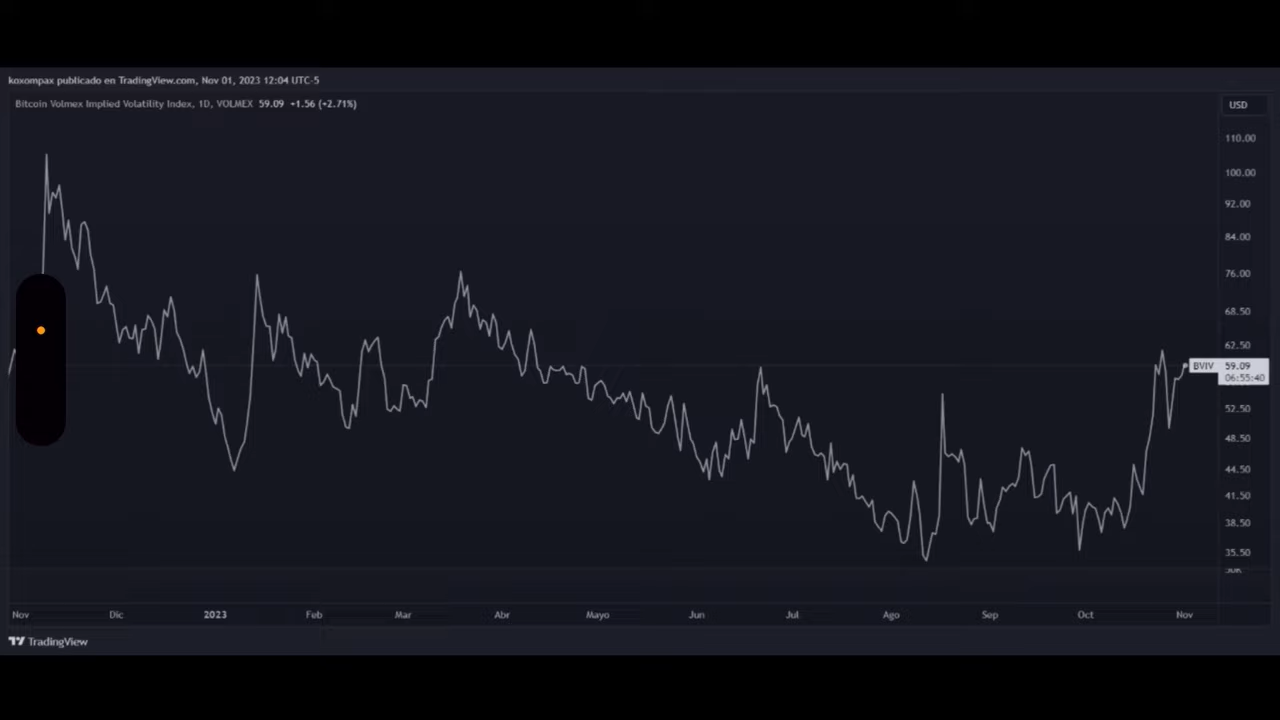 koxompax publicado en TradingView.com, Nov 01, 2023 12:04 UTC-5
Bitcoin Volmex Implied Volatility Index, 1D, VOLMEX 59.09 +1.56 (+2.71%)
USD
110.00
100.00
92.00
84.00
76.00
68.50
62.50
BVIV 59.09
06:55:40
52.50
48.50
44.50
41.50
38.50
35.50
Nov Dic 2023 Feb Mar Abr Mayo Jun Jul Ago Sep Oct Nov
TradingView